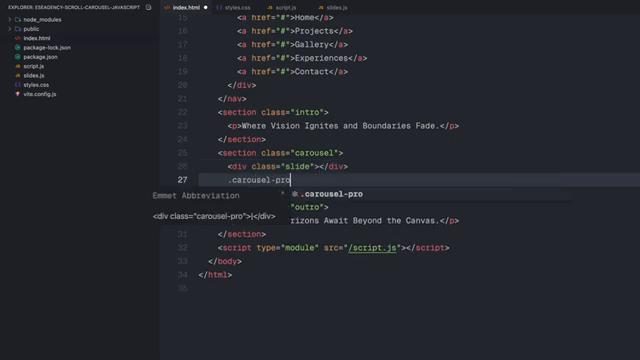 EXPLORER: ESEAGENCY-SCROLL-CAROUSEL-JAVASCRIPT
node_modules
public
index.html
package-lock.json
package.json
script.js
slides.js
styles.css
vite.config.js
index.html
styles.css
script.js
slides.js
15 <a href="#">Home</a>
16 <a href="#">Projects</a>
17 <a href="#">Gallery</a>
18 <a href="#">Experiences</a>
19 <a href="#">Contact</a>
20 </div>
21 </nav>
22 <section class="intro">
23 <p>Where Vision Ignites and Boundaries Fade.</p>
24 </section>
25 <section class="carousel">
26 <div class="slide"></div>
27 .carousel-pro
Emmet Abbreviation
.carousel-pro
<div class="carousel-pro">|</div>
"outro">
rizons Await Beyond the Canvas.</p>
31 </section>
32 <script type="module" src="/script.js"></script>
33 </body>
34 </html>
35